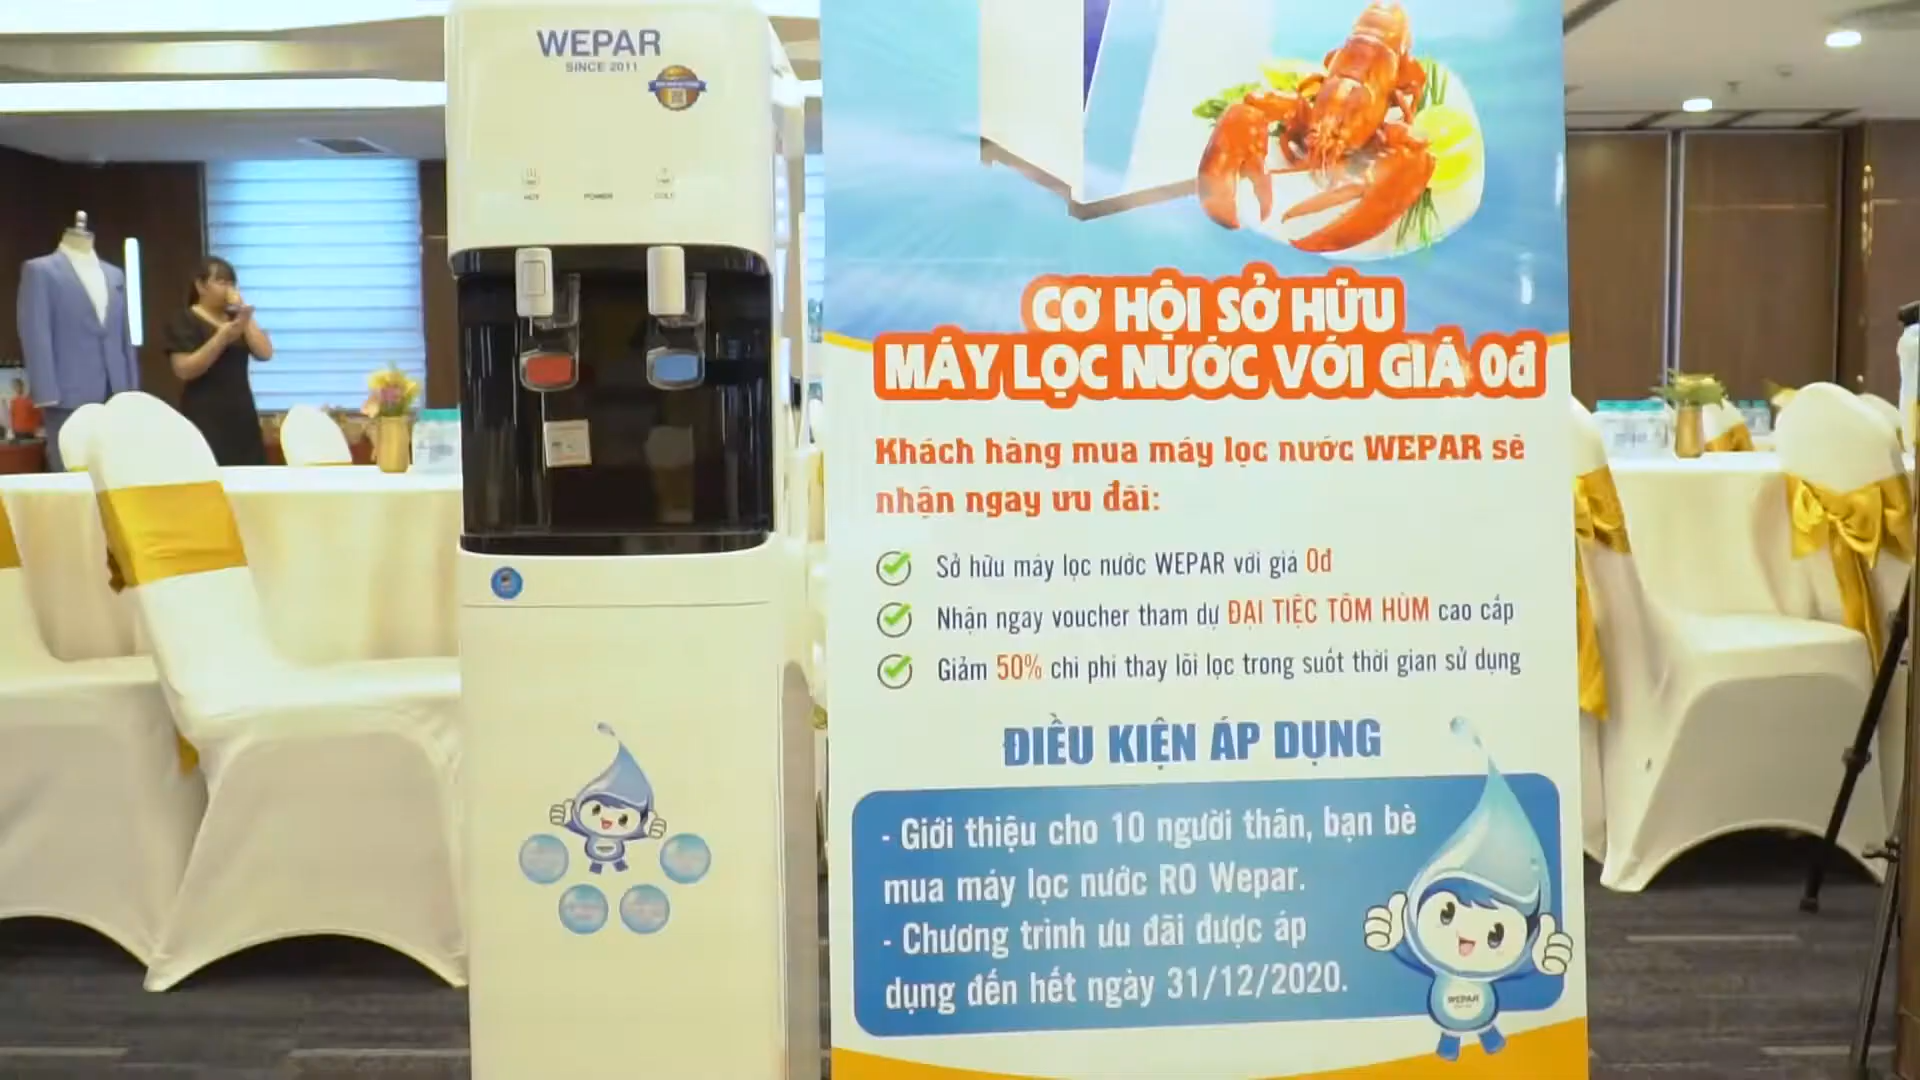 WEPAR
SINCE 2011
HOT
POWER
COLD
CƠ HỘI SỞ HỮU
MÁY LỌC NƯỚC VỚI GIÁ 0đ
Khách hàng mua máy lọc nước WEPAR sẽ
nhận ngay ưu đãi:
Sở hữu máy lọc nước WEPAR với giá 0đ
Nhận ngay voucher tham dự ĐẠI TIỆC TÔM HÙM cao cấp
Giảm 50% chi phí thay lõi lọc trong suốt thời gian sử dụng
ĐIỀU KIỆN ÁP DỤNG
- Giới thiệu cho 10 người thân, bạn bè
mua máy lọc nước RO Wepar.
- Chương trình ưu đãi được áp
dụng đến hết ngày 31/12/2020.
WEPAR